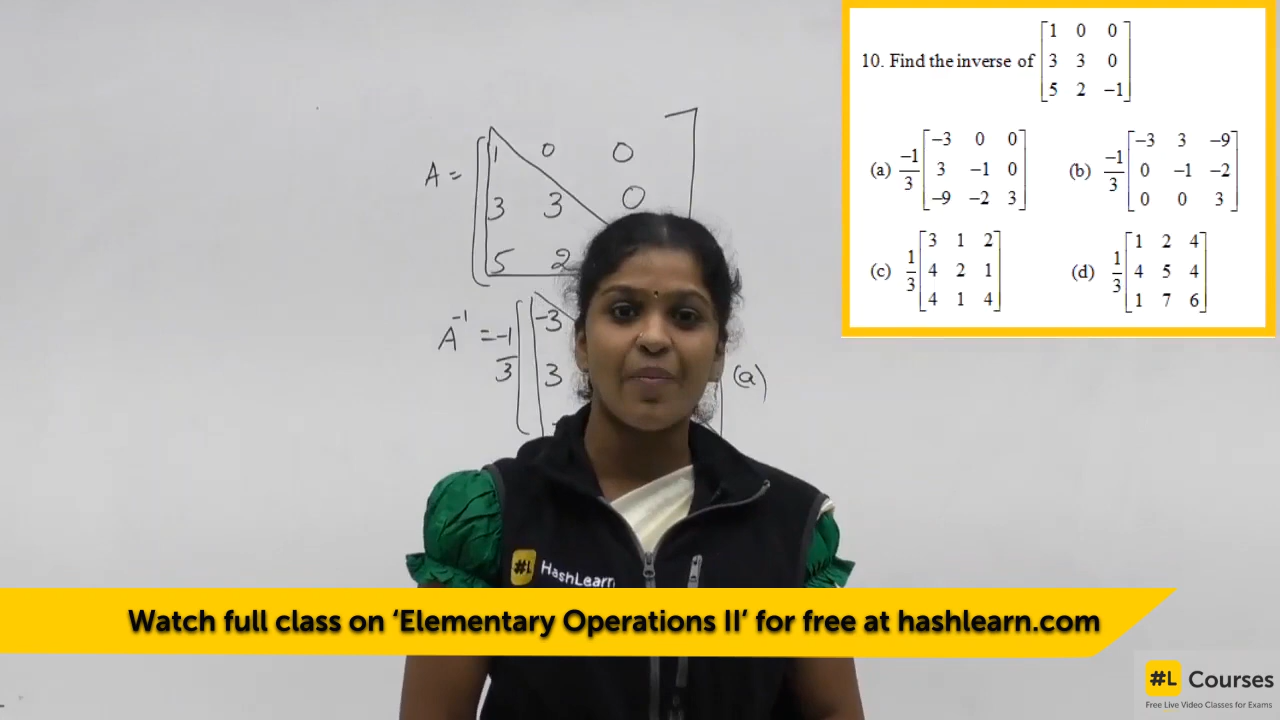 10. Find the inverse of
1 0 0
3 3 0
5 2 −1
(a) −1/3
−3 0 0
3 −1 0
−9 −2 3
(b) −1/3
−3 3 −9
0 −1 −2
0 0 3
(c) 1/3
3 1 2
4 2 1
4 1 4
(d) 1/3
1 2 4
4 5 4
1 7 6
A =
1 0 0
3 3 0
5 2
A⁻¹ = −1/3
−3
3
(a)
#L HashLearn
Watch full class on ‘Elementary Operations II’ for free at hashlearn.com
#L Courses
Free Live Video Classes for Exams